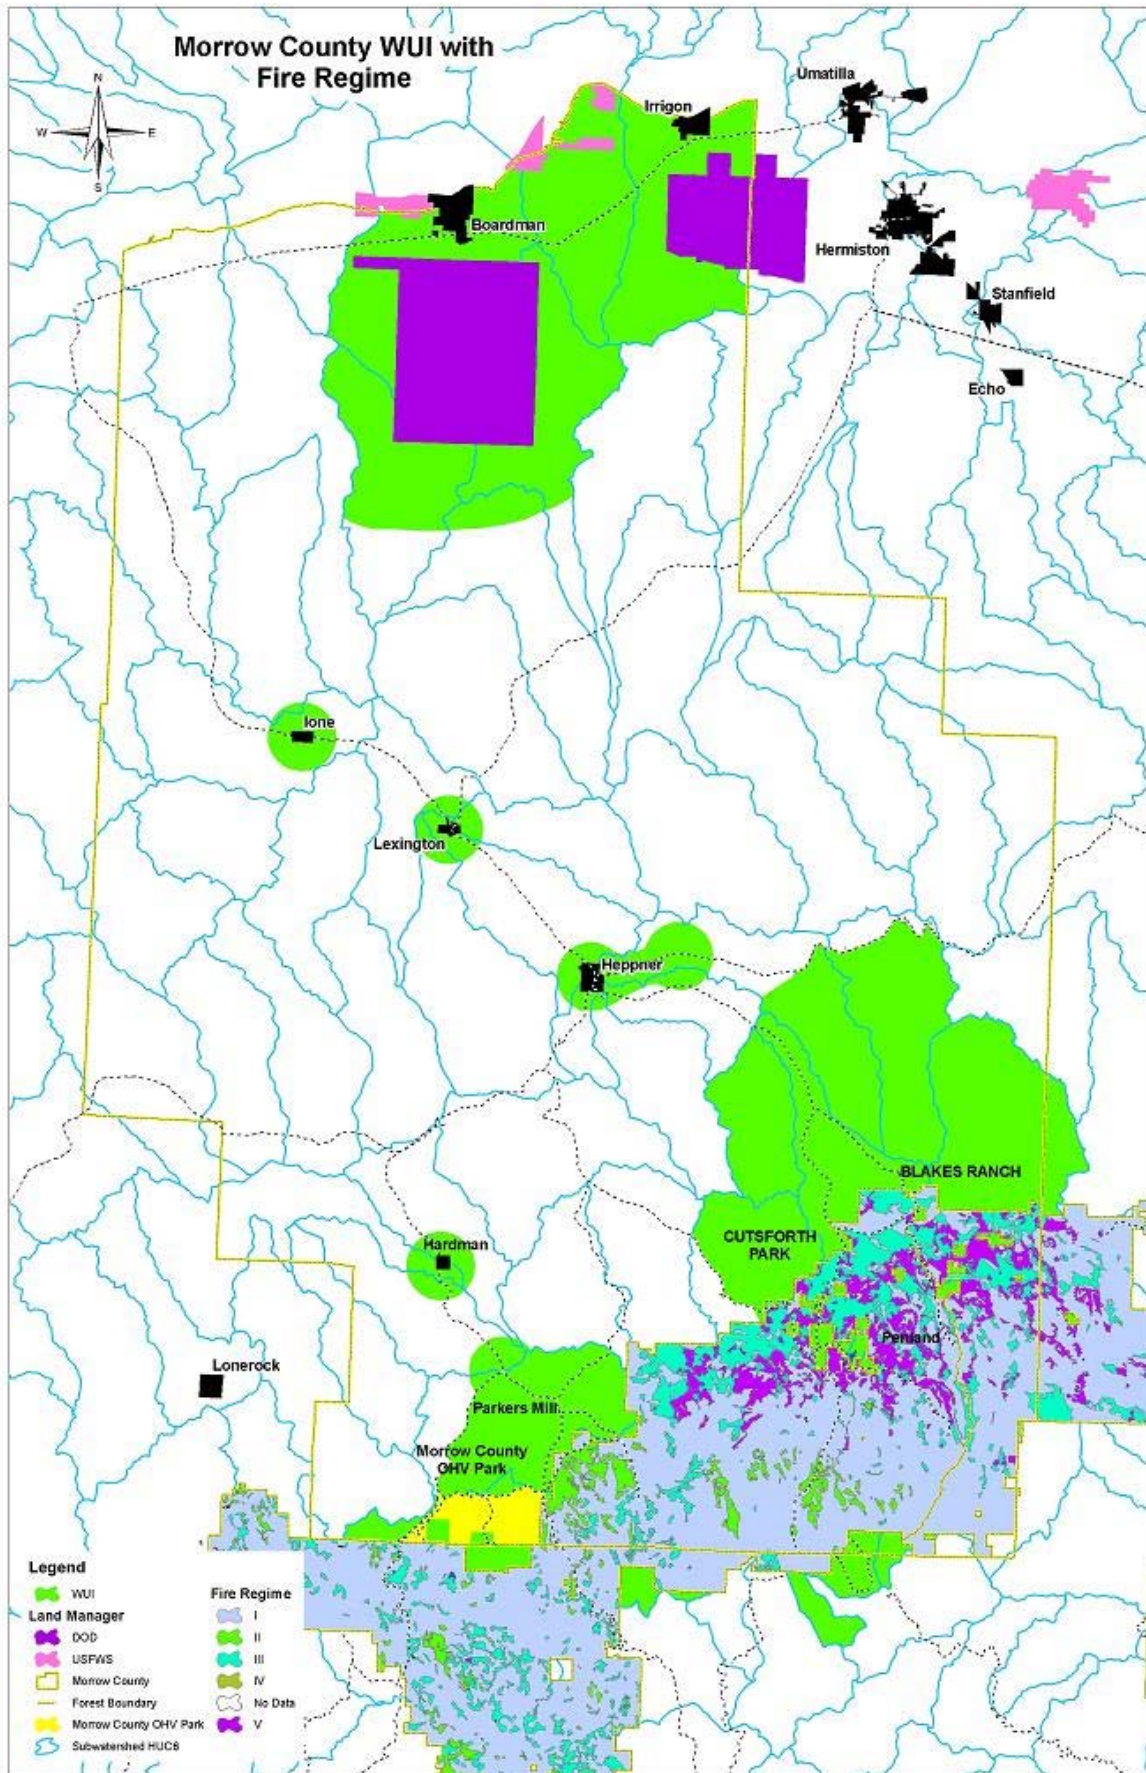 Morrow County WUI with
Fire Regime
N
W
E
S
Umatilla
Irrigon
Boardman
Hermiston
Stanfield
Echo
Ione
Lexington
Heppner
BLAKES RANCH
CUTSFORTH
PARK
Hardman
Penland
Lonerock
Parkers Mill
Morrow County
OHV Park
Legend
WUI
Land Manager
DOD
USFWS
Morrow County
Forest Boundary
Morrow County OHV Park
Subwatershed HUC6
Fire Regime
I
II
III
IV
No Data
V